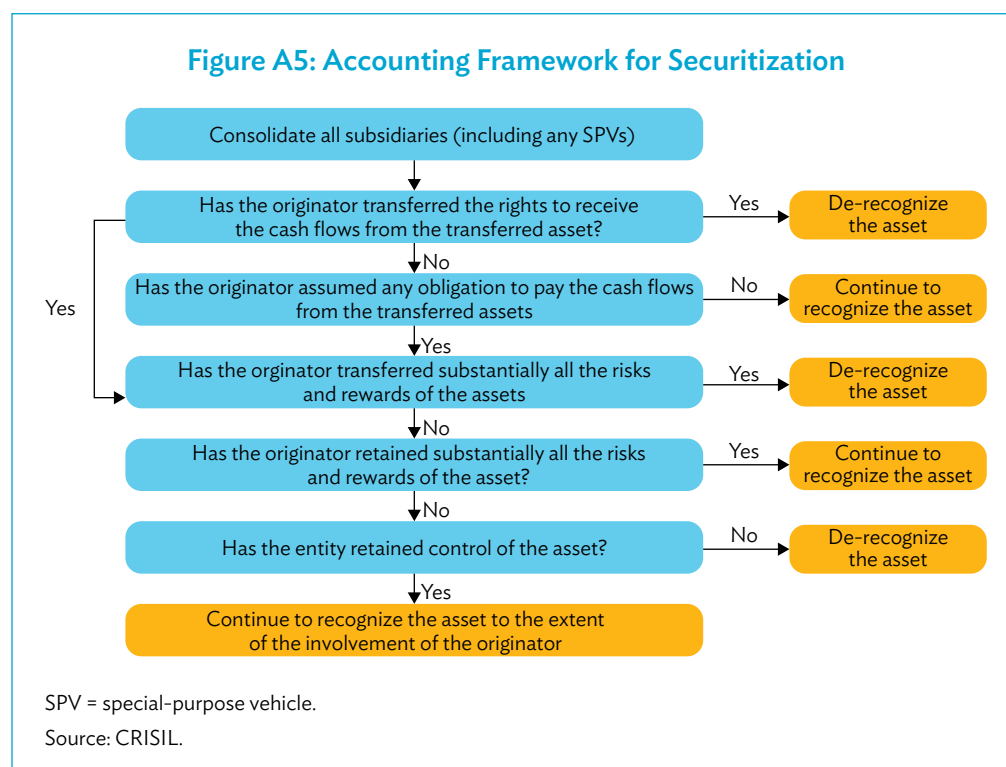 Figure A5: Accounting Framework for Securitization
Consolidate all subsidiaries (including any SPVs)
Has the originator transferred the rights to receive
the cash flows from the transferred asset?
Yes
De-recognize
the asset
No
Yes
Has the originator assumed any obligation to pay the cash flows
from the transferred assets
No
Continue to
recognize the asset
Yes
Has the orginator transferred substantially all the risks
and rewards of the assets
Yes
De-recognize
the asset
No
Has the originator retained substantially all the risks
and rewards of the asset?
Yes
Continue to
recognize the asset
No
Has the entity retained control of the asset?
No
De-recognize
the asset
Yes
Continue to recognize the asset to the extent
of the involvement of the originator
SPV = special-purpose vehicle.
Source: CRISIL.